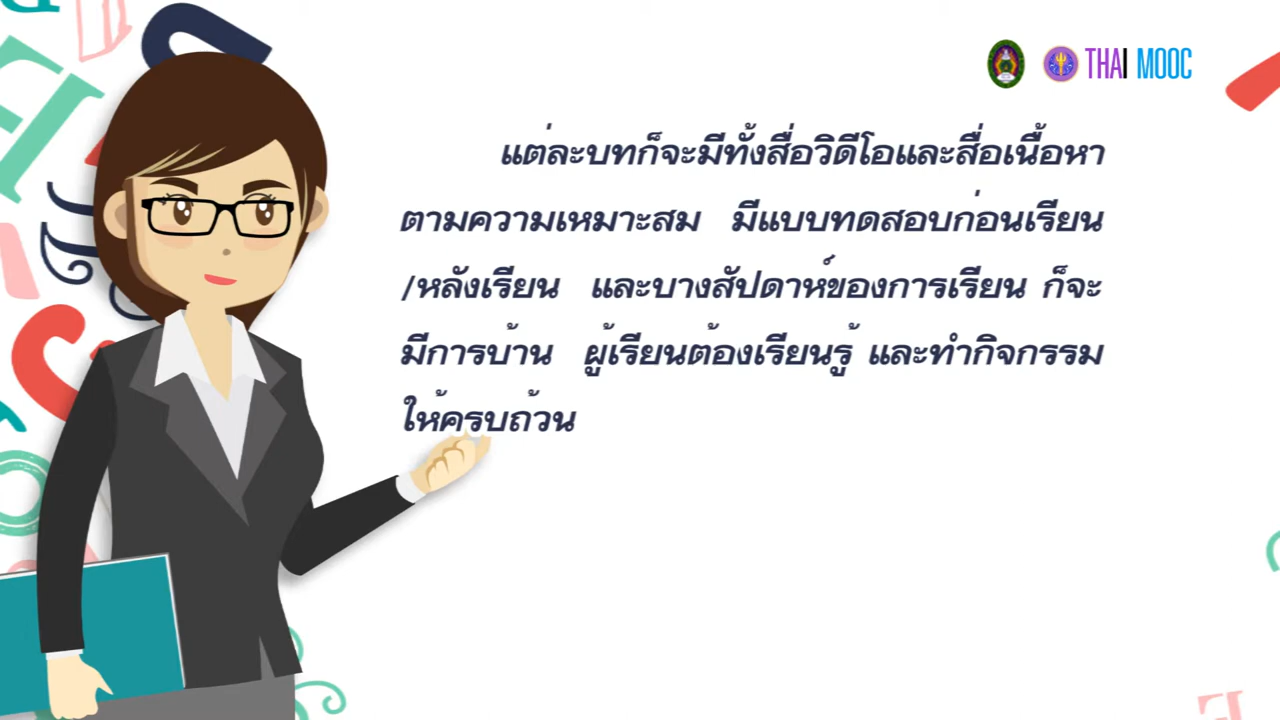 THAI MOOC
แต่ละบทก็จะมีทั้งสื่อวิดีโอและสื่อเนื้อหา
ตามความเหมาะสม มีแบบทดสอบก่อนเรียน
/หลังเรียน และบางสัปดาห์ของการเรียน ก็จะ
มีการบ้าน ผู้เรียนต้องเรียนรู้ และทำกิจกรรม
ให้ครบถ้วน